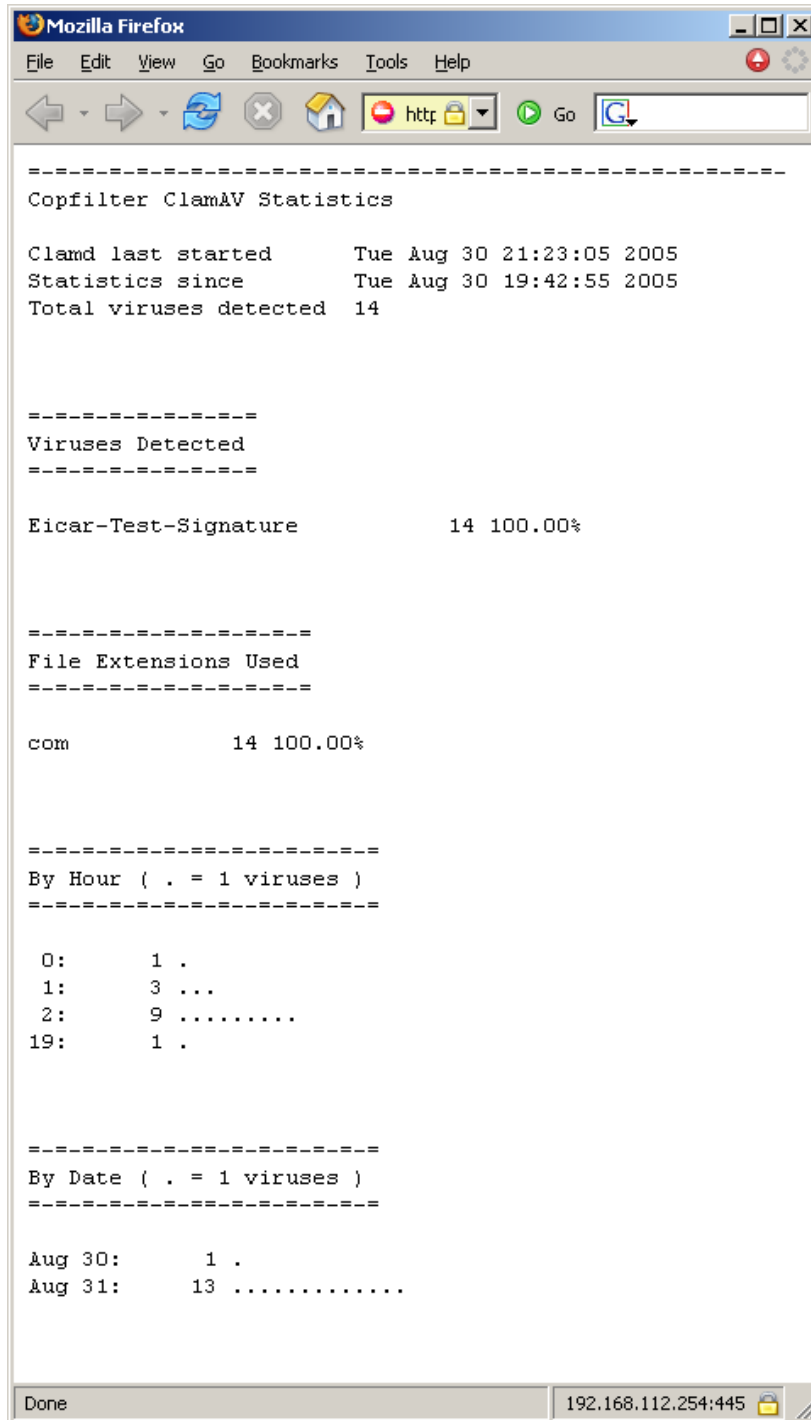 Mozilla Firefox
File Edit View Go Bookmarks Tools Help
http Go G
=-=-=-=-=-=-=-=-=-=-=-=-=-=-=-=-=-=-=-=-=-=-=-=-=-=-=-=-
Copfilter ClamAV Statistics
Clamd last started Tue Aug 30 21:23:05 2005
Statistics since Tue Aug 30 19:42:55 2005
Total viruses detected 14
=-=-=-=-=-=-=-=-=
Viruses Detected
=-=-=-=-=-=-=-=-=
Eicar-Test-Signature 14 100.00%
=-=-=-=-=-=-=-=-=-=-=
File Extensions Used
=-=-=-=-=-=-=-=-=-=-=
com 14 100.00%
=-=-=-=-=-=-==-=-=-=-=-=-=
By Hour ( . = 1 viruses )
=-=-=-=-=-=-=-=--=-=-=-=-=
0: 1 .
1: 3 ...
2: 9 .........
19: 1 .
=-=-=-=-=-=-==-=-=-=-=-=-=
By Date ( . = 1 viruses )
=-=-=-=-=-=-==-=-=-=-=-=-=
Aug 30: 1 .
Aug 31: 13 .............
Done 192.168.112.254:445